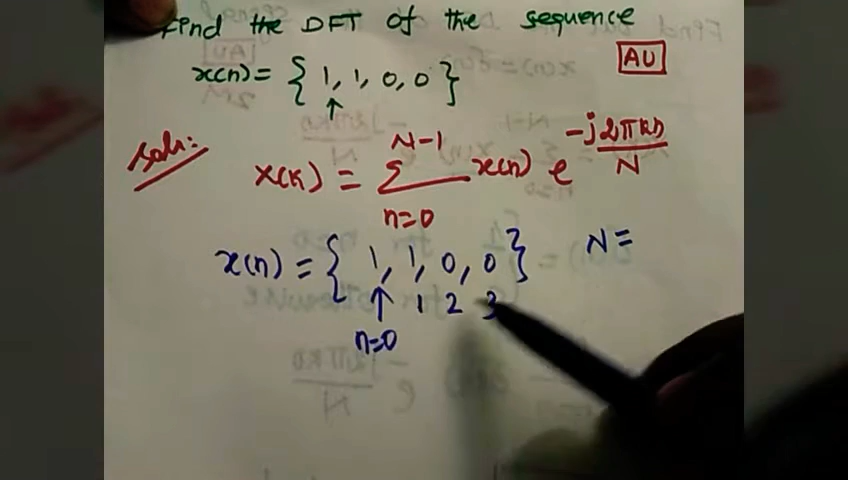 Find the DFT of the sequence
x(n) = { 1, 1, 0, 0 }
↑
AU
Soln:
X(K) = Σ x(n) e^{-j2πkn/N}
N-1
n=0
x(n) = { 1, 1, 0, 0 }
N =
↑ 1 2 3
n=0